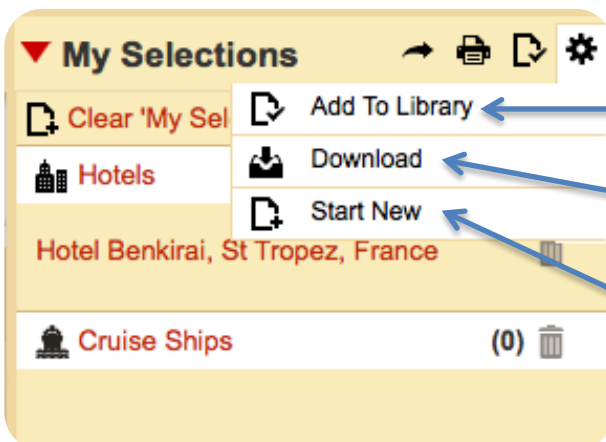 My Selections
Clear 'My Sel
Add To Library
Hotels
Download
Start New
Hotel Benkirai, St Tropez, France
Cruise Ships (0)